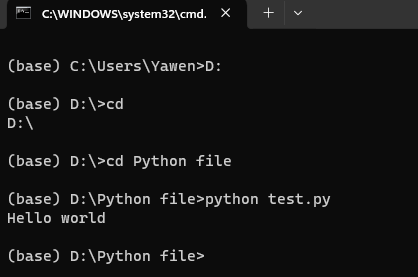 C:\WINDOWS\system32\cmd.
(base) C:\Users\Yawen>D:
(base) D:\>cd
D:\
(base) D:\>cd Python file
(base) D:\Python file>python test.py
Hello world
(base) D:\Python file>